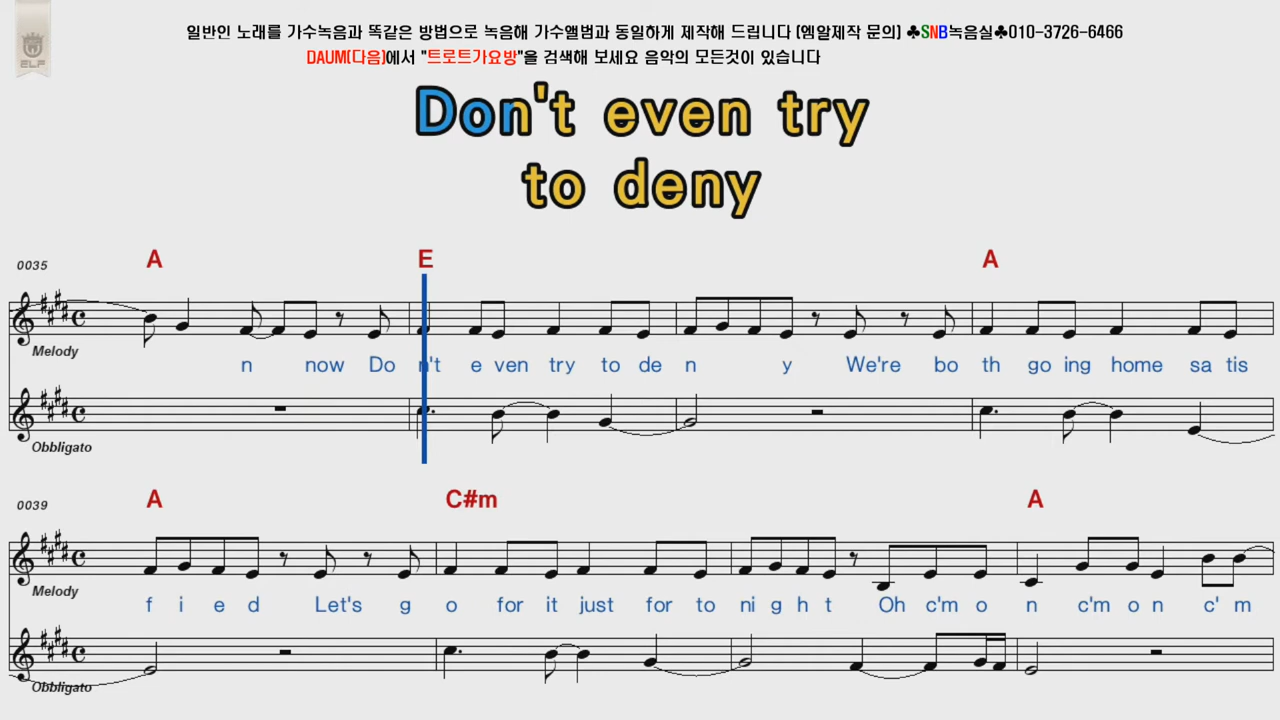 일반인 노래를 가수녹음과 똑같은 방법으로 녹음해 가수앨범과 동일하게 제작해 드립니다 (엠알제작 문의) ♣SNB녹음실♣010-3726-6466
DAUM(다음)에서 "트로트가요방"을 검색해 보세요 음악의 모든것이 있습니다
ELF
Don't even try
to deny
0035 A E A
Melody
n now Do n't e ven try to de n y We're bo th go ing home sa tis
Obbligato
0039 A C#m A
Melody
f i e d Let's g o for it just for to ni g h t Oh c'm o n c'm o n c' m
Obbligato